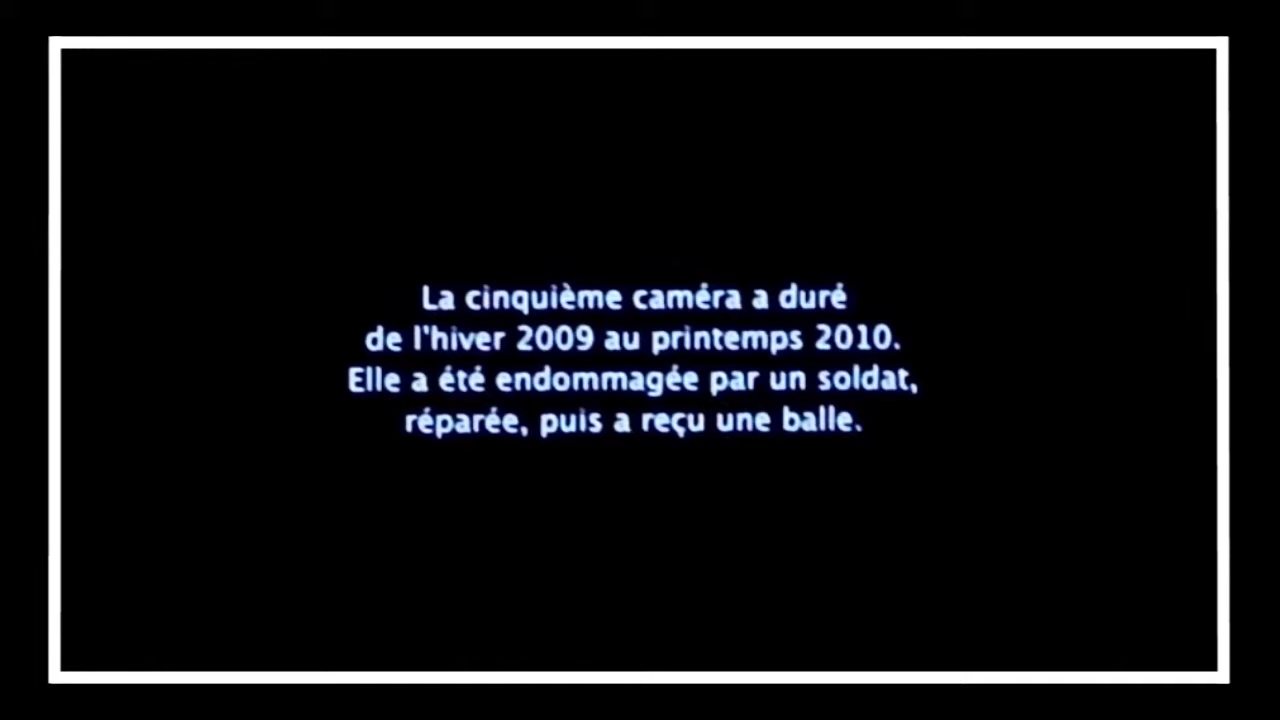 La cinquième caméra a duré
de l'hiver 2009 au printemps 2010.
Elle a été endommagée par un soldat,
réparée, puis a reçu une balle.